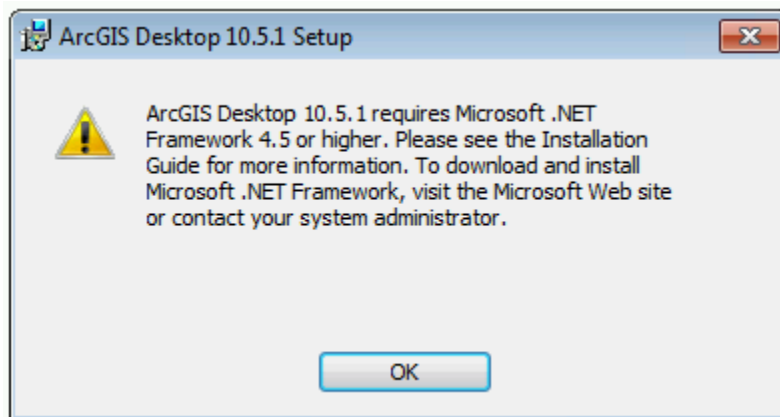 ArcGIS Desktop 10.5.1 Setup
ArcGIS Desktop 10.5.1 requires Microsoft .NET
Framework 4.5 or higher. Please see the Installation
Guide for more information. To download and install
Microsoft .NET Framework, visit the Microsoft Web site
or contact your system administrator.
OK